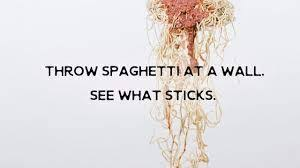 THROW SPAGHETTI AT A WALL.
SEE WHAT STICKS.